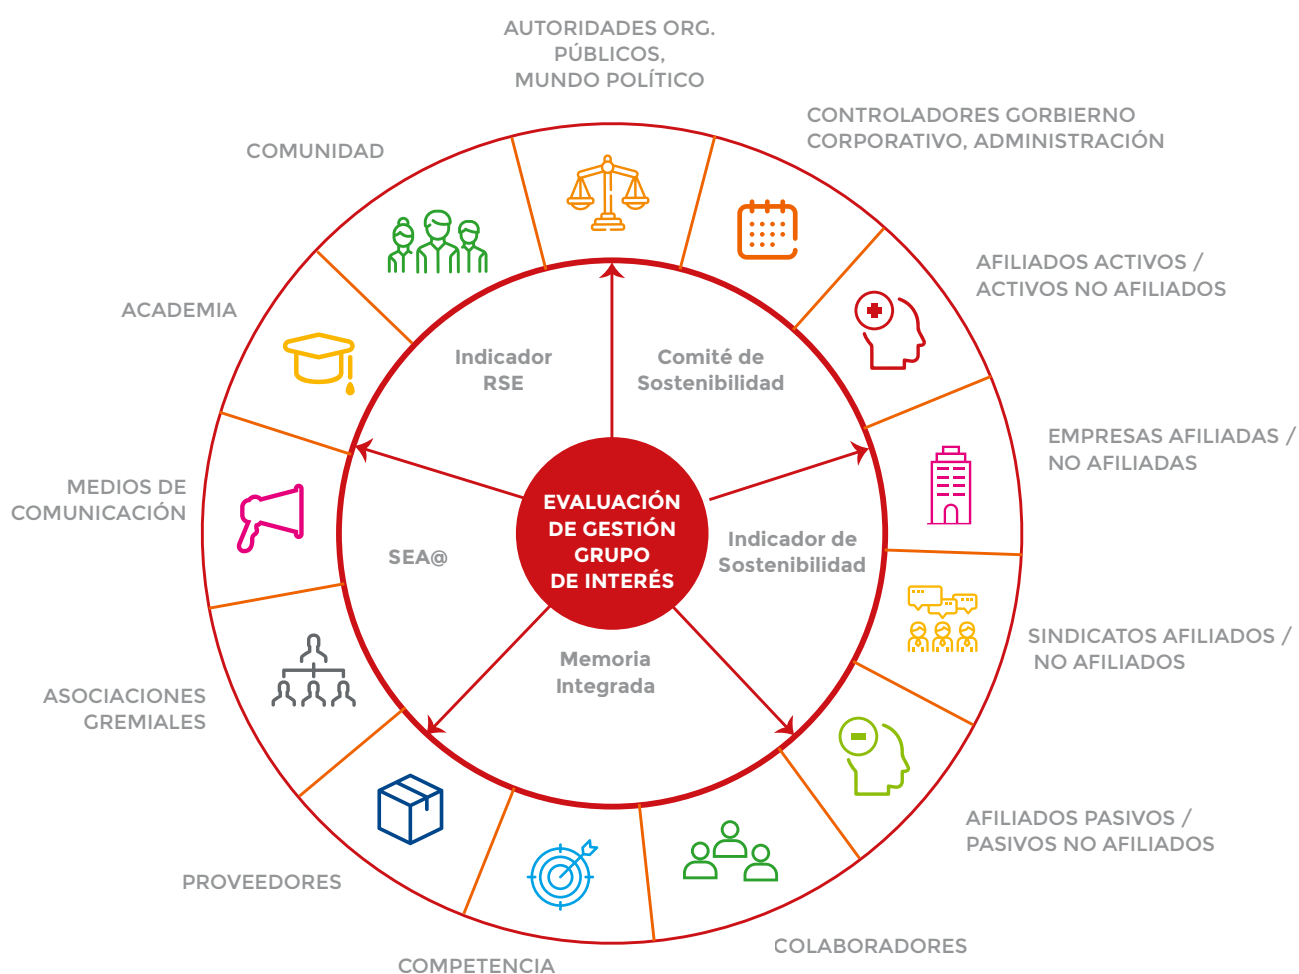 AUTORIDADES ORG.
PÚBLICOS,
MUNDO POLÍTICO
CONTROLADORES GORBIERNO
CORPORATIVO, ADMINISTRACIÓN
AFILIADOS ACTIVOS /
ACTIVOS NO AFILIADOS
EMPRESAS AFILIADAS /
NO AFILIADAS
SINDICATOS AFILIADOS /
NO AFILIADOS
AFILIADOS PASIVOS /
PASIVOS NO AFILIADOS
COLABORADORES
COMPETENCIA
PROVEEDORES
ASOCIACIONES
GREMIALES
MEDIOS DE
COMUNICACIÓN
ACADEMIA
COMUNIDAD
Indicador
RSE
Comité de
Sostenibilidad
Indicador de
Sostenibilidad
Memoria
Integrada
SEA@
EVALUACIÓN
DE GESTIÓN
GRUPO
DE INTERÉS